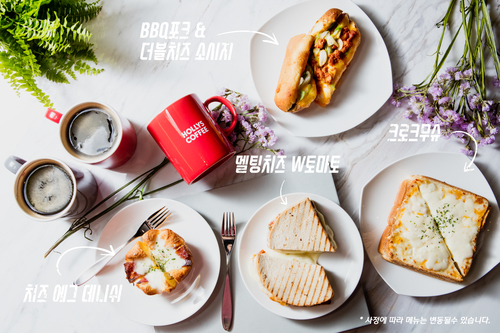 BBQ포크 &
더블치즈 소시지
크로크무슈
HOLLYS
COFFEE
멜팅치즈 W토마토
치즈 에그 데니쉬
* 사정에 따라 메뉴는 변동될수 있습니다.